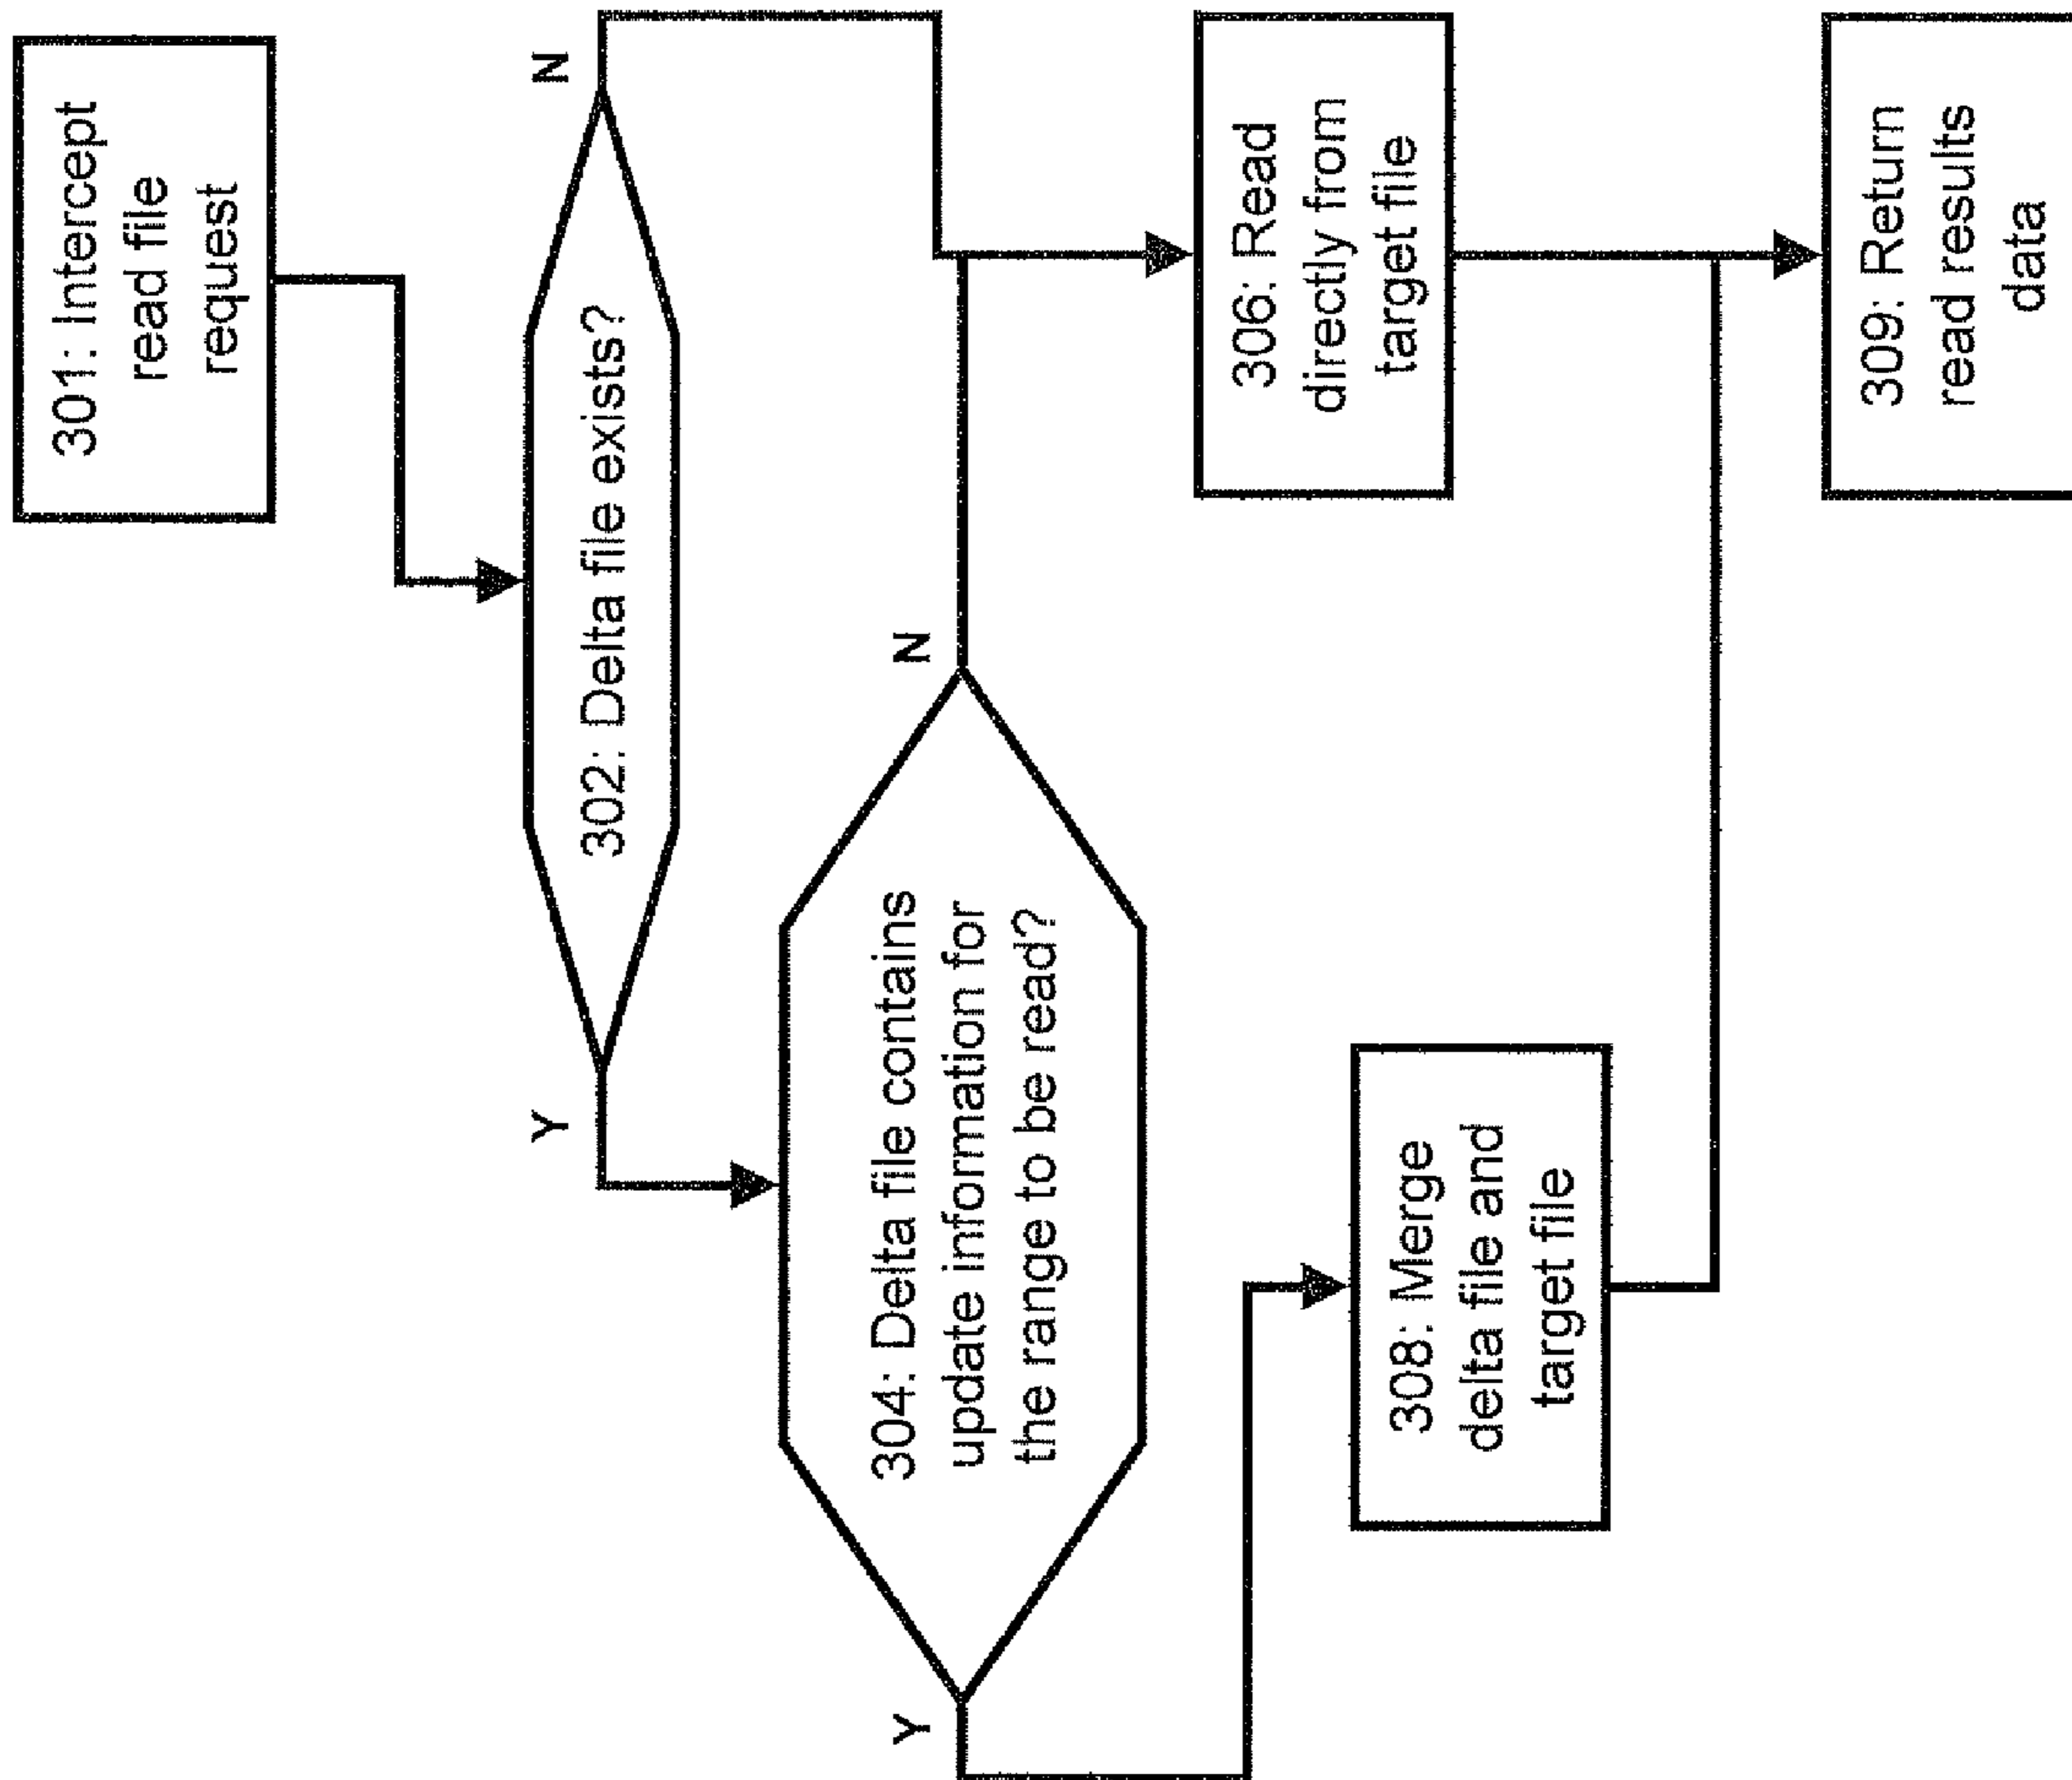 301: Intercept
read file
request
302: Delta file exists?
Y
N
304: Delta file contains
update information for
the range to be read?
Y
N
306: Read
directly from
target file
308: Merge
delta file and
target file
309: Return
read results
data